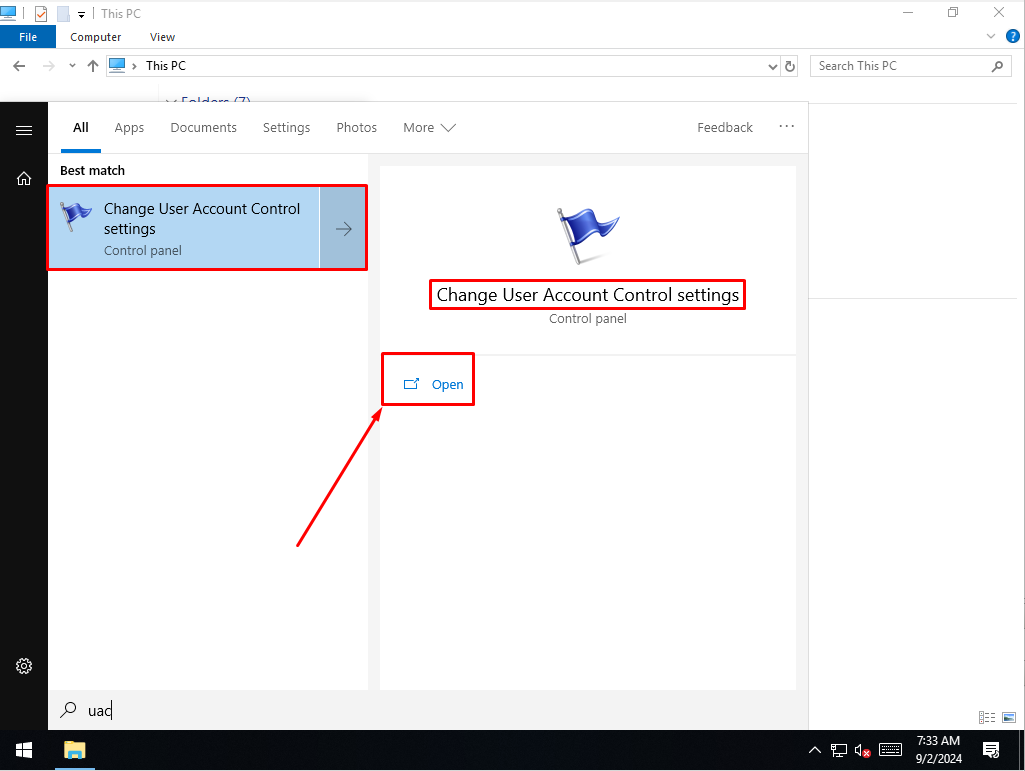 This PC
File Computer View
This PC
Search This PC
Folders (7)
All Apps Documents Settings Photos More Feedback ...
Best match
Change User Account Control
settings
Control panel
Change User Account Control settings
Control panel
Open
uac
7:33 AM
9/2/2024